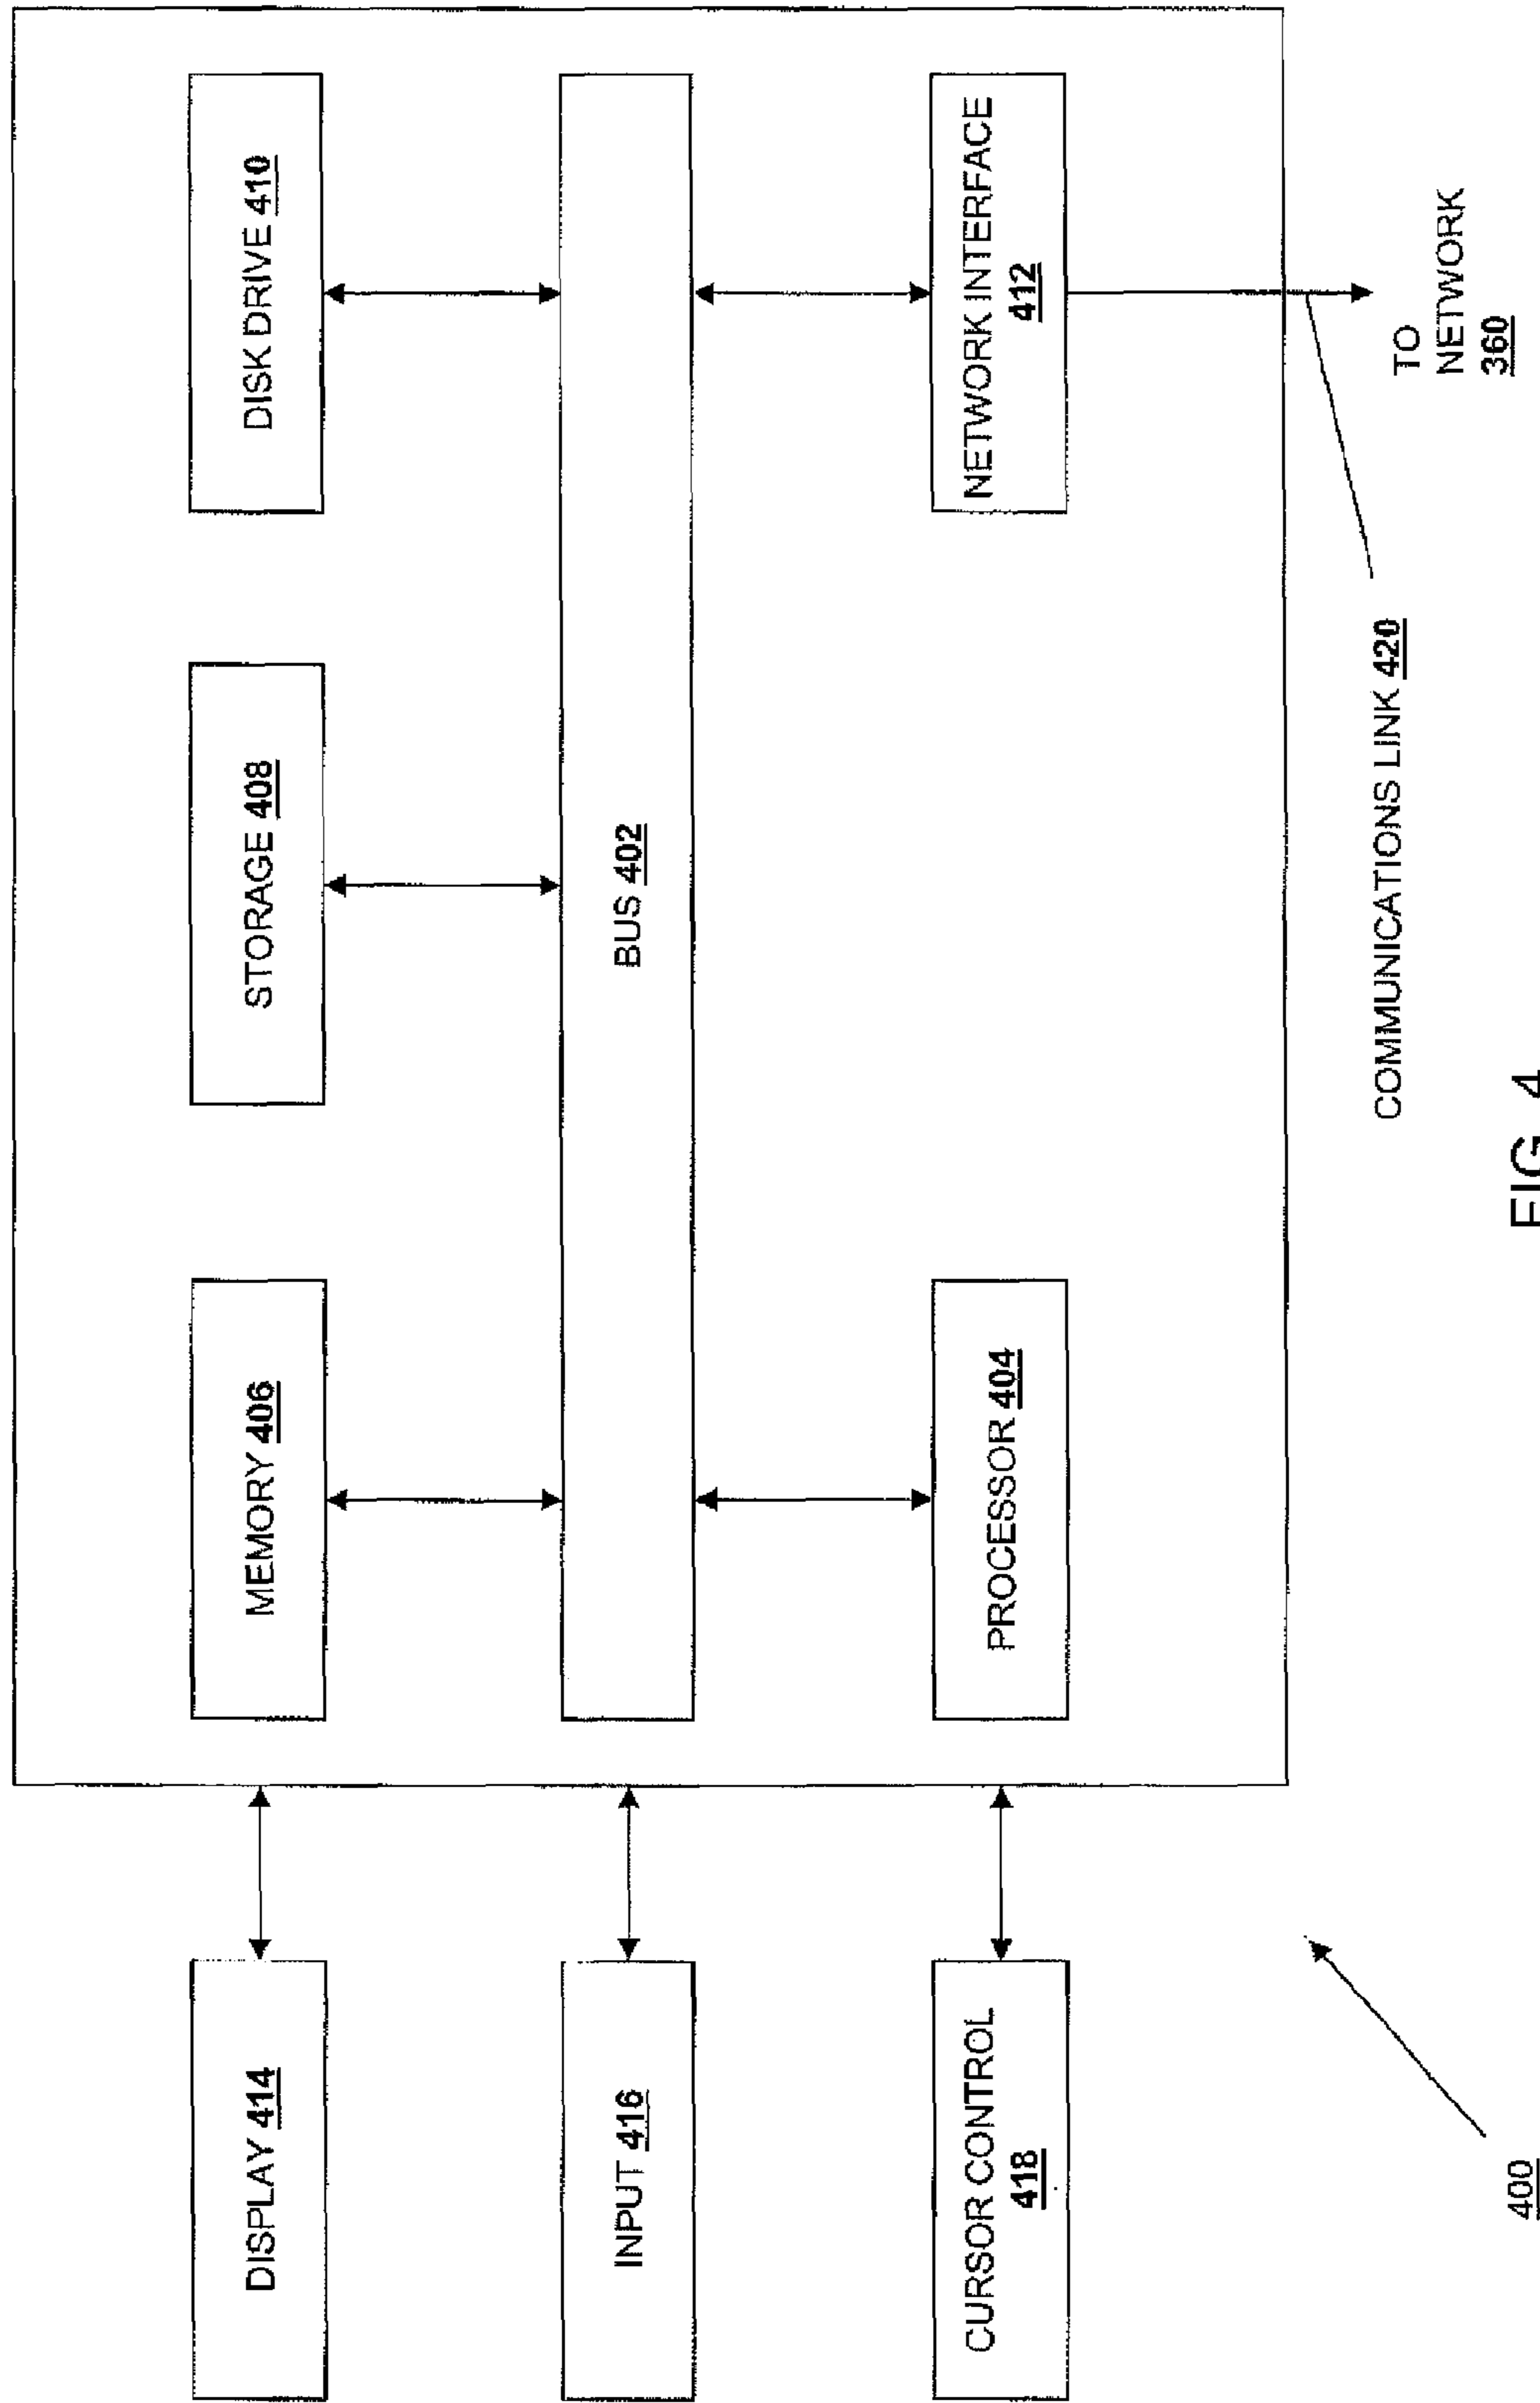 DISPLAY 414
MEMORY 406
STORAGE 408
DISK DRIVE 410
INPUT 416
BUS 402
CURSOR CONTROL
418
PROCESSOR 404
NETWORK INTERFACE
412
COMMUNICATIONS LINK 420
TO
NETWORK
360
400
FIG. 4